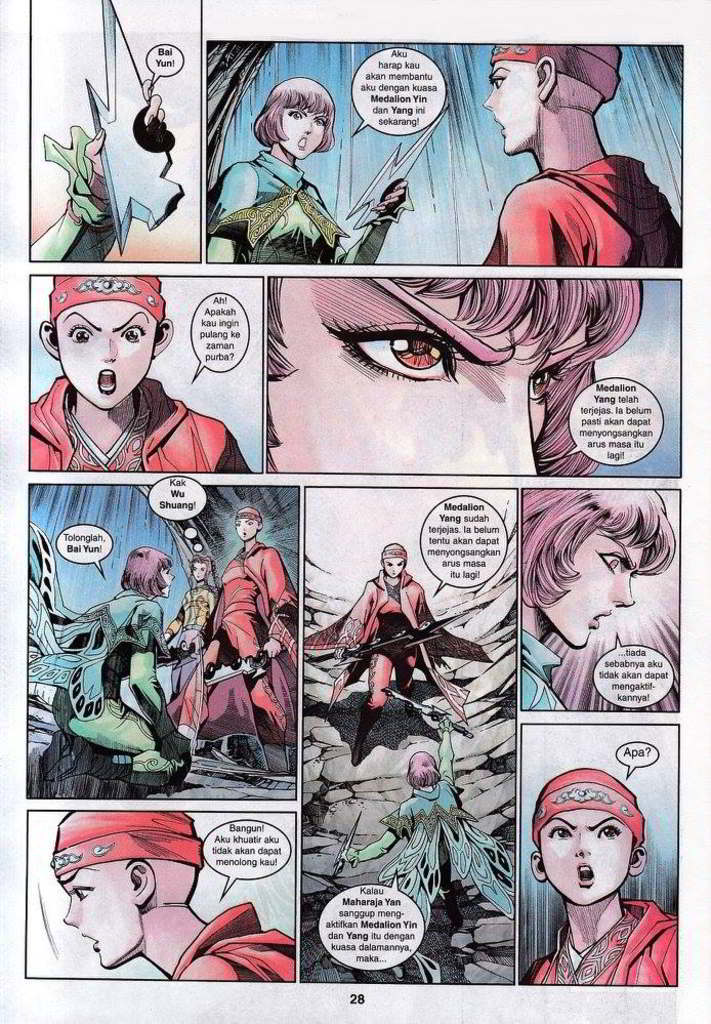 Bai
Yun!
Aku
harap kau
akan membantu
aku dengan kuasa
Medalion Yin
dan Yang ini
sekarang!
Ah!
Apakah
kau ingin
pulang ke
zaman
purba?
Medalion
Yang telah
terjejas. Ia belum
pasti akan dapat
menyongsangkan
arus masa itu
lagi!
Tolonglah,
Bai Yun!
Kak
Wu
Shuang!
Medalion
Yang sudah
terjejas. Ia belum
tentu akan dapat
menyongsangkan
arus masa
itu lagi!
...tiada
sebabnya aku
tidak akan dapat
mengaktif-
kannya!
Bangun!
Aku khuatir aku
tidak akan dapat
menolong kau!
Kalau
Maharaja Yan
sanggup meng-
aktifkan Medalion Yin
dan Yang itu dengan
kuasa dalamannya,
maka...
Apa?
28